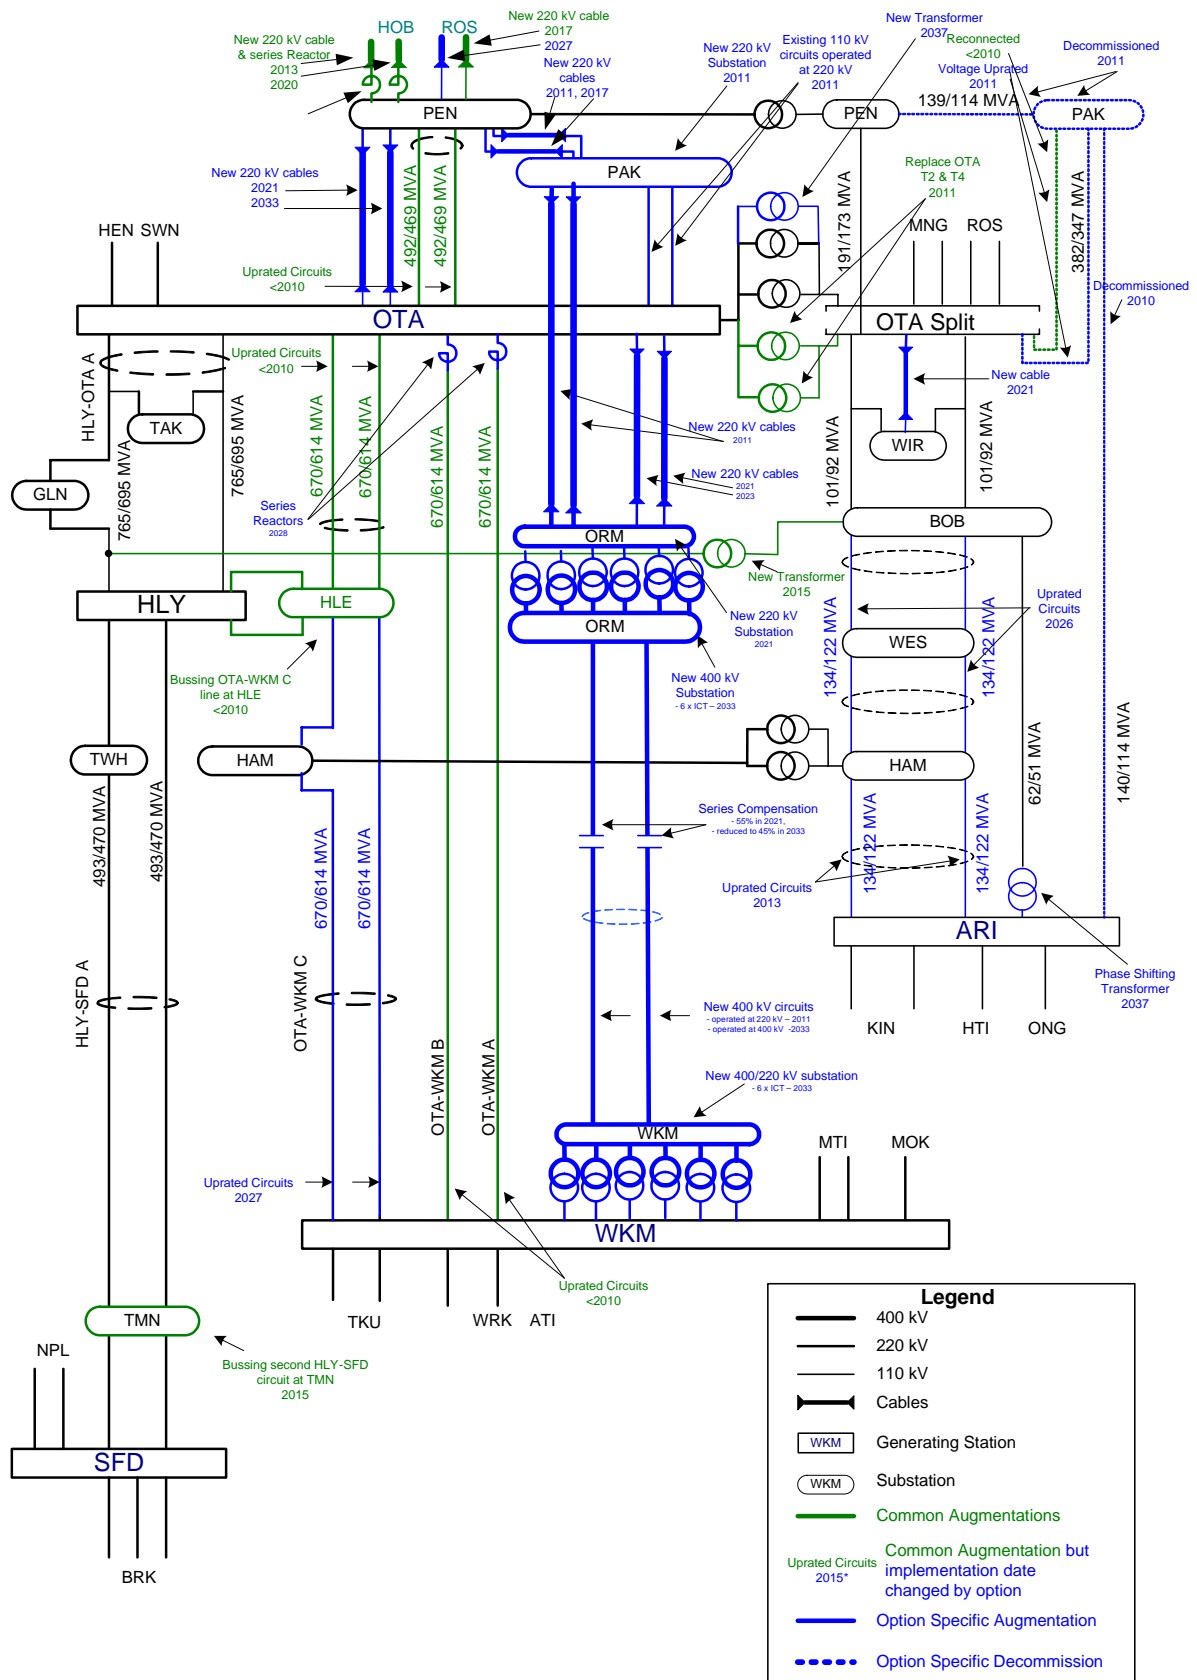 New 220 kV cable
& series Reactor
2013
2020
HOB
ROS
New 220 kV cable
2017
2027
New 220 kV
cables
2011, 2017
New 220 kV
Substation
2011
Existing 110 kV
circuits operated
at 220 kV
2011
New Transformer
2037
Reconnected
<2010
Voltage Uprated
2011
Decommissioned
2011
PEN
PEN
139/114 MVA
PAK
PAK
New 220 kV cables
2021
2033
492/469 MVA
492/469 MVA
Replace OTA
T2 & T4
2011
191/173 MVA
382/347 MVA
HEN SWN
MNG
ROS
Uprated Circuits
<2010
Decommissioned
2010
OTA
OTA Split
HLY-OTA A
Uprated Circuits
<2010
New cable
2021
TAK
765/695 MVA
765/695 MVA
670/614 MVA
670/614 MVA
670/614 MVA
670/614 MVA
New 220 kV cables
2011
101/92 MVA
101/92 MVA
WIR
GLN
New 220 kV cables
2021
2023
Series
Reactors
2028
ORM
BOB
New Transformer
2015
HLY
HLE
ORM
New 220 kV
Substation
2021
Uprated
Circuits
2026
WES
134/122 MVA
134/122 MVA
Bussing OTA-WKM C
line at HLE
<2010
New 400 kV
Substation
- 6 x ICT – 2033
TWH
HAM
HAM
62/51 MVA
140/114 MVA
493/470 MVA
493/470 MVA
Series Compensation
- 55% in 2021,
- reduced to 45% in 2033
134/122 MVA
134/122 MVA
670/614 MVA
670/614 MVA
Uprated Circuits
2013
ARI
HLY-SFD A
OTA-WKM C
Phase Shifting
Transformer
2037
New 400 kV circuits
- operated at 220 kV – 2011
- operated at 400 kV -2033
KIN
HTI
ONG
OTA-WKM B
OTA-WKM A
New 400/220 kV substation
- 6 x ICT – 2033
WKM
MTI
MOK
Uprated Circuits
2027
WKM
Uprated Circuits
<2010
TKU
WRK
ATI
TMN
NPL
Bussing second HLY-SFD
circuit at TMN
2015
SFD
BRK
Legend
400 kV
220 kV
110 kV
Cables
WKM
Generating Station
WKM
Substation
Common Augmentations
Uprated Circuits
2015*
Common Augmentation but
implementation date
changed by option
Option Specific Augmentation
Option Specific Decommission